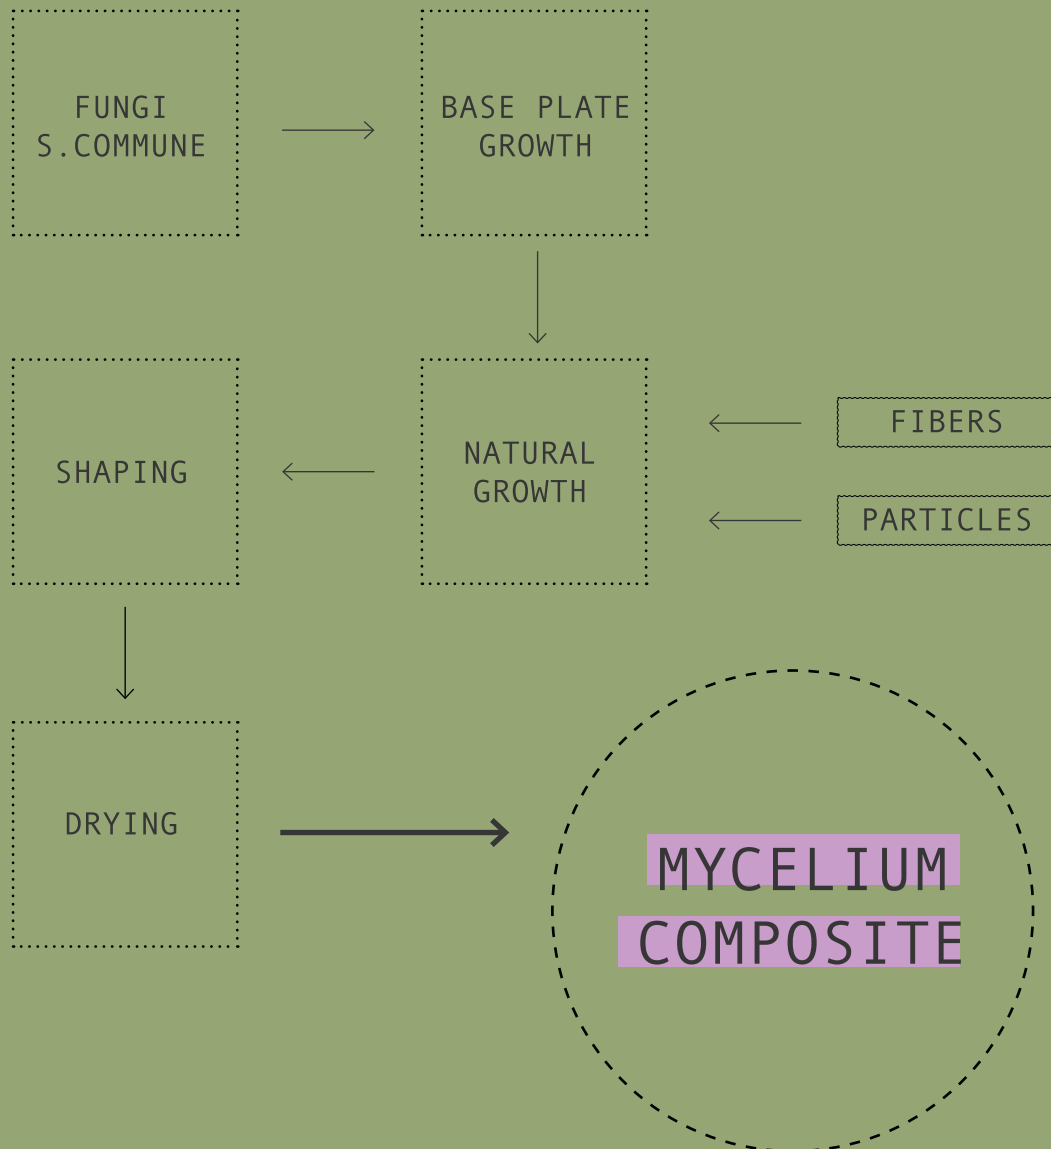 FUNGI
S.COMMUNE
BASE PLATE
GROWTH
NATURAL
GROWTH
FIBERS
PARTICLES
SHAPING
DRYING
MYCELIUM
COMPOSITE